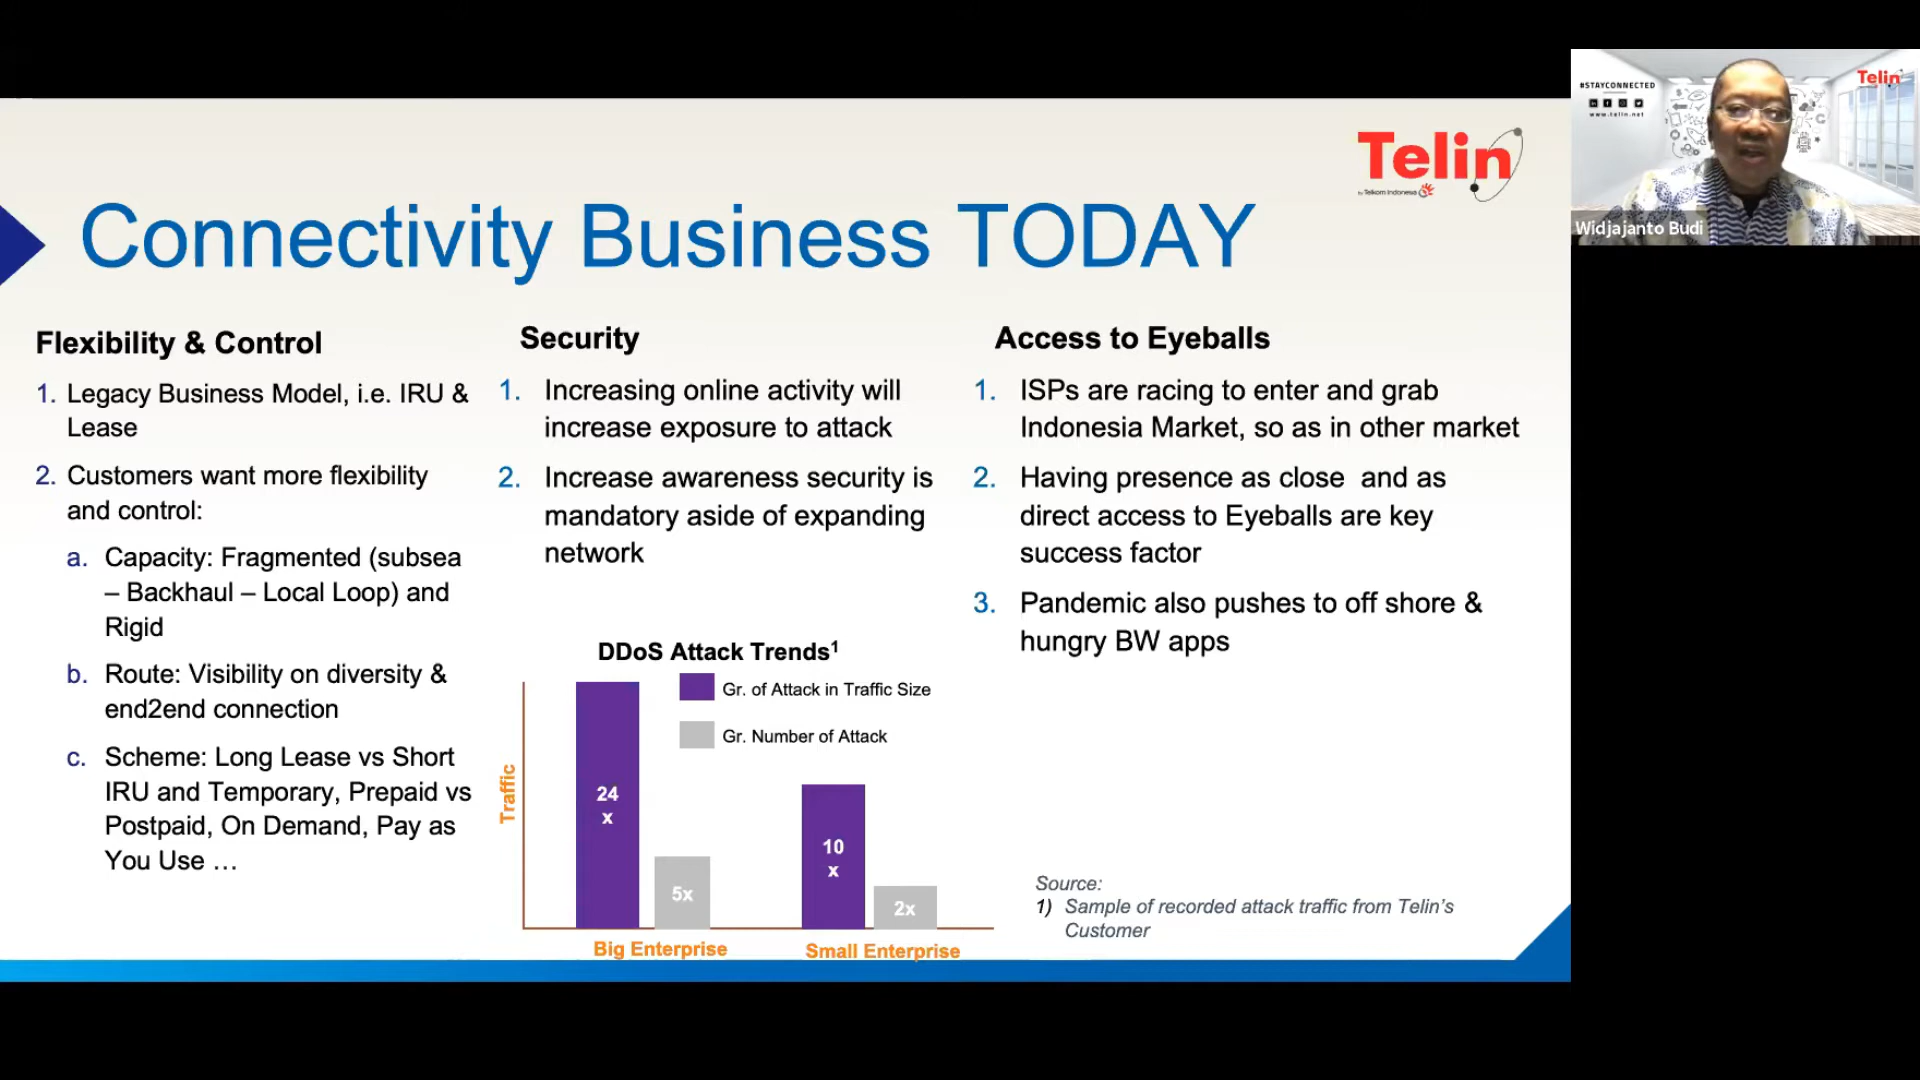 Telin
by Telkom Indonesia
Connectivity Business TODAY
Flexibility & Control
1. Legacy Business Model, i.e. IRU &
Lease
2. Customers want more flexibility
and control:
a. Capacity: Fragmented (subsea
– Backhaul – Local Loop) and
Rigid
b. Route: Visibility on diversity &
end2end connection
c. Scheme: Long Lease vs Short
IRU and Temporary, Prepaid vs
Postpaid, On Demand, Pay as
You Use …
Security
1. Increasing online activity will
increase exposure to attack
2. Increase awareness security is
mandatory aside of expanding
network
DDoS Attack Trends¹
Gr. of Attack in Traffic Size
Gr. Number of Attack
Traffic
24
x
5x
10
x
2x
Big Enterprise
Small Enterprise
Access to Eyeballs
1. ISPs are racing to enter and grab
Indonesia Market, so as in other market
2. Having presence as close and as
direct access to Eyeballs are key
success factor
3. Pandemic also pushes to off shore &
hungry BW apps
Source:
1) Sample of recorded attack traffic from Telin's
Customer
#STAYCONNECTED
www.telin.net
Telin
Widjajanto Budi